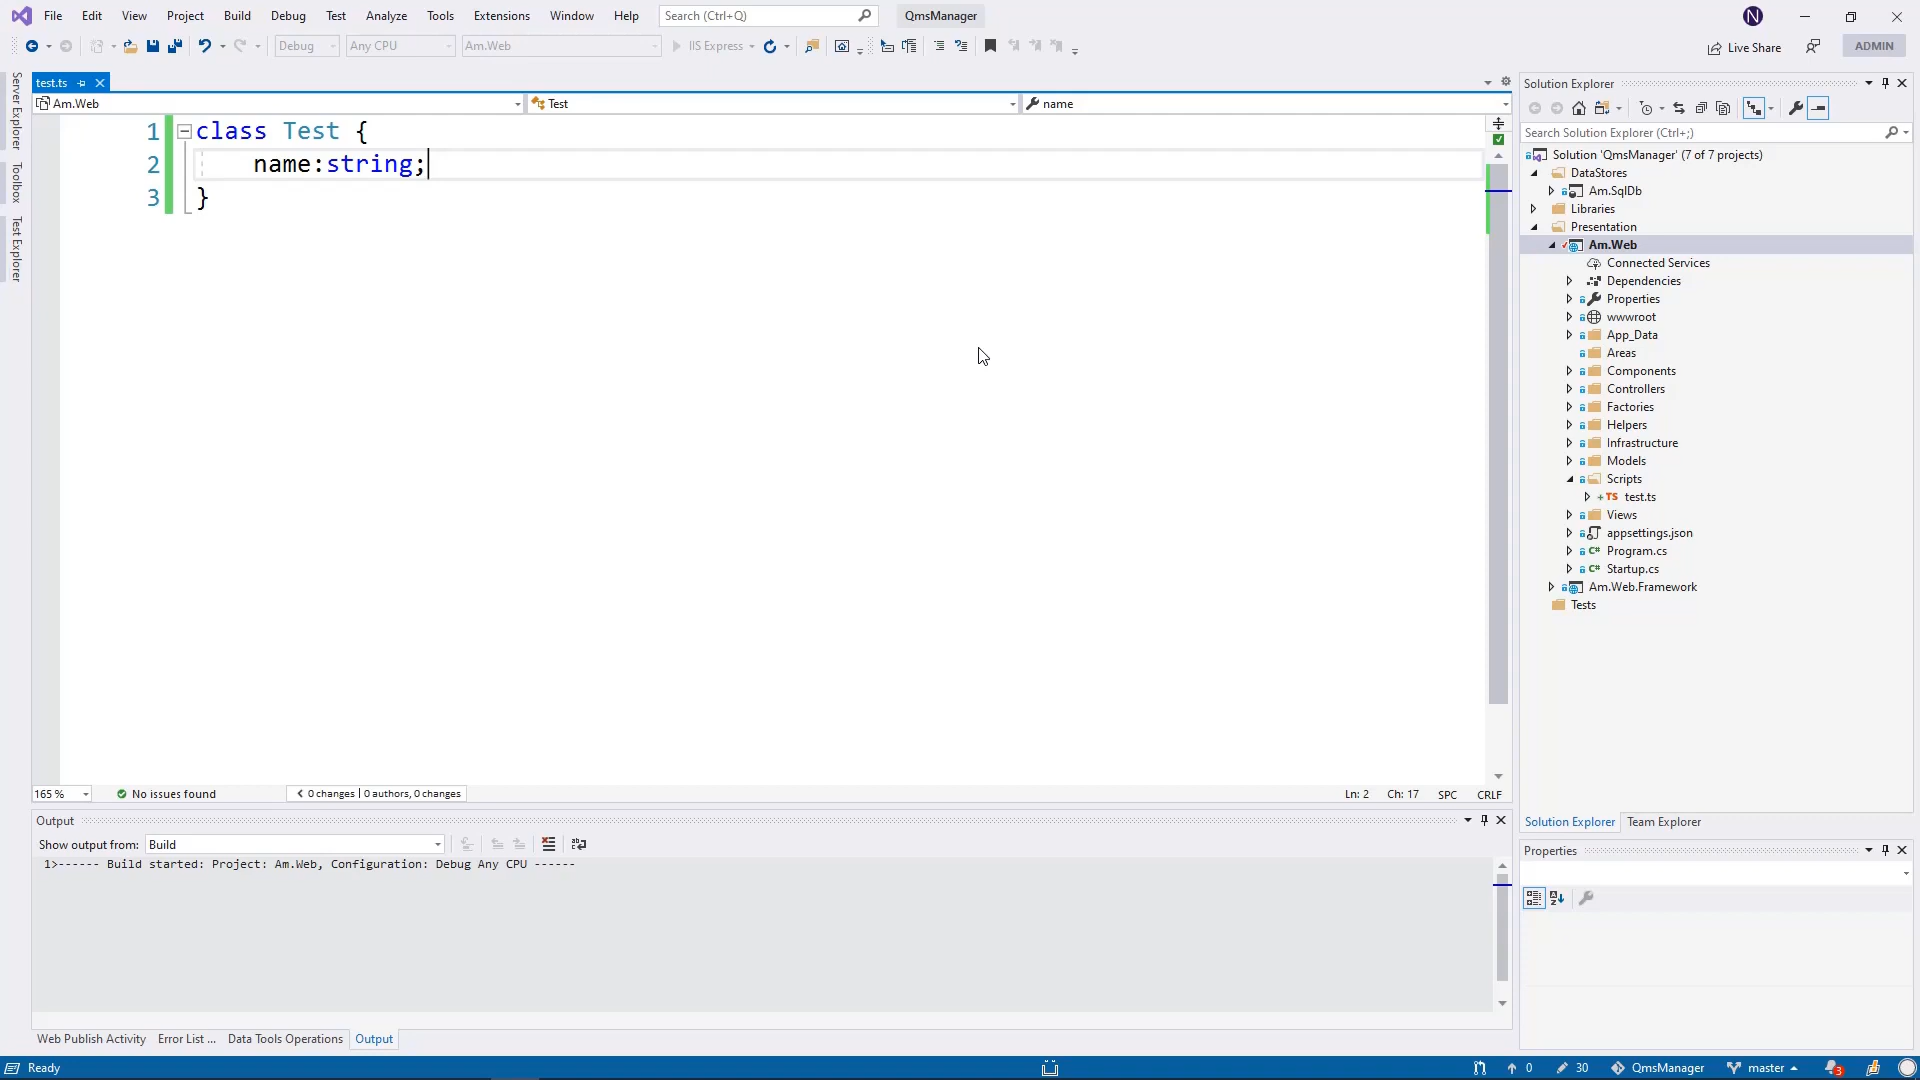 File Edit View Project Build Debug Test Analyze Tools Extensions Window Help Search (Ctrl+Q) QmsManager N
Debug Any CPU Am.Web IIS Express Live Share ADMIN
Server Explorer
Toolbox
Test Explorer
test.ts
Am.Web Test name
1 class Test {
2 name:string;
3 }
165 % No issues found 0 changes | 0 authors, 0 changes Ln: 2 Ch: 17 SPC CRLF
Output
Show output from: Build
1>------ Build started: Project: Am.Web, Configuration: Debug Any CPU ------
Web Publish Activity Error List ... Data Tools Operations Output
Solution Explorer
Search Solution Explorer (Ctrl+;)
Solution 'QmsManager' (7 of 7 projects)
DataStores
Am.SqlDb
Libraries
Presentation
Am.Web
Connected Services
Dependencies
Properties
wwwroot
App_Data
Areas
Components
Controllers
C# Factories
Helpers
Infrastructure
Models
Scripts
TS test.ts
Views
appsettings.json
C# Program.cs
C# Startup.cs
Am.Web.Framework
Tests
Solution Explorer Team Explorer
Properties
Ready 0 30 QmsManager master 3